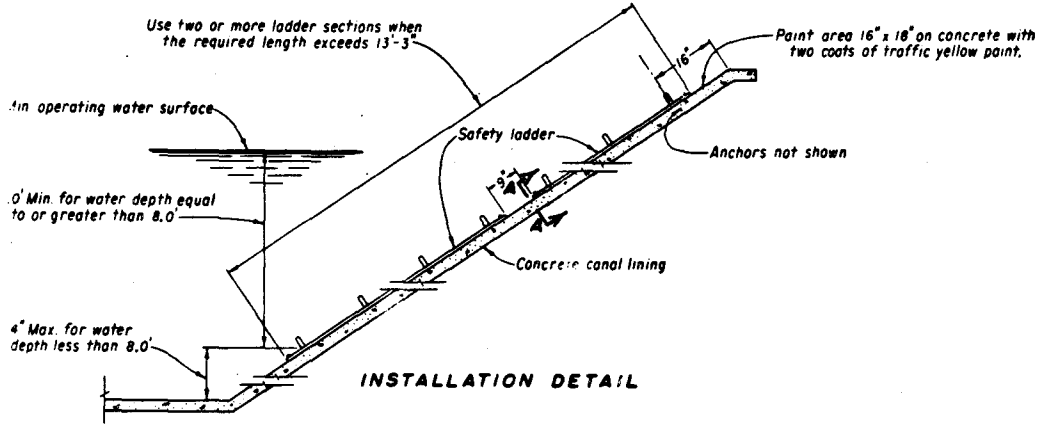 Use two or more ladder sections when
the required length exceeds 13'-3"
16"
Paint area 16" x 18" on concrete with
two coats of traffic yellow paint.
operating water surface
Safety ladder
Anchors not shown
9"
A
.0' Min. for water depth equal
to or greater than 8.0'
A
Concrete canal lining
4" Max. for water
depth less than 8.0'
INSTALLATION DETAIL